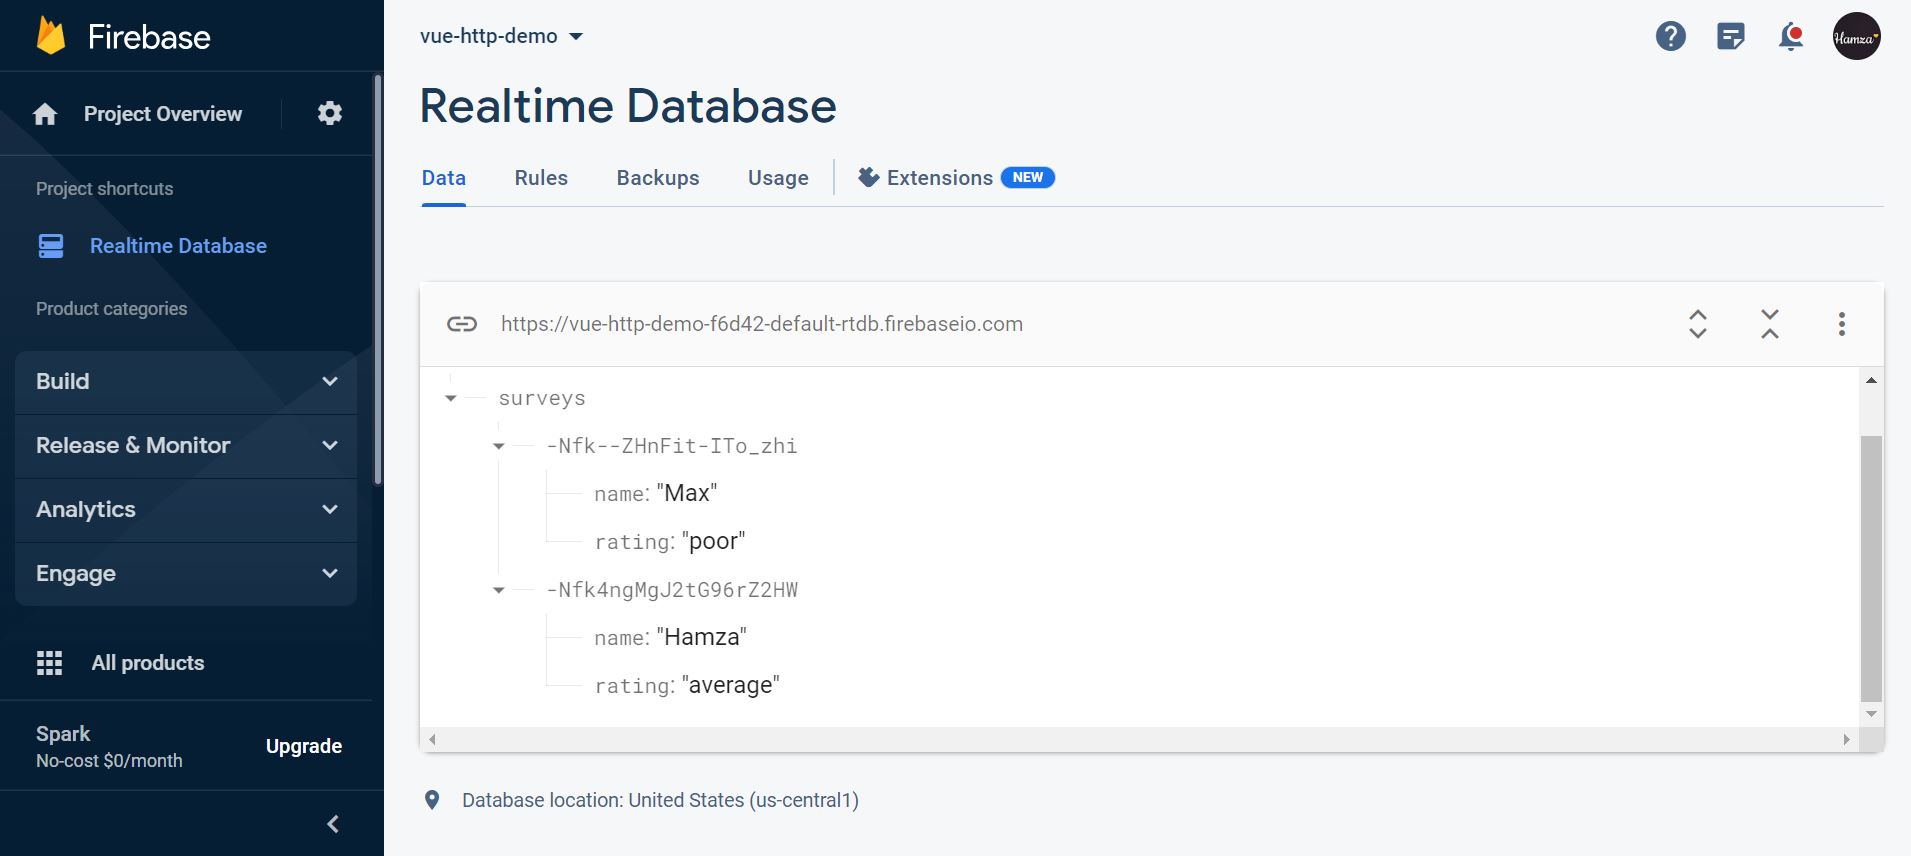 Firebase
Project Overview
Project shortcuts
Realtime Database
Product categories
Build
Release & Monitor
Analytics
Engage
All products
Spark
No-cost $0/month
Upgrade
vue-http-demo
Hamza
Realtime Database
Data Rules Backups Usage Extensions NEW
https://vue-http-demo-f6d42-default-rtdb.firebaseio.com
surveys
-Nfk--ZHnFit-ITo_zhi
name: "Max"
rating: "poor"
-Nfk4ngMgJ2tG96rZ2HW
name: "Hamza"
rating: "average"
Database location: United States (us-central1)